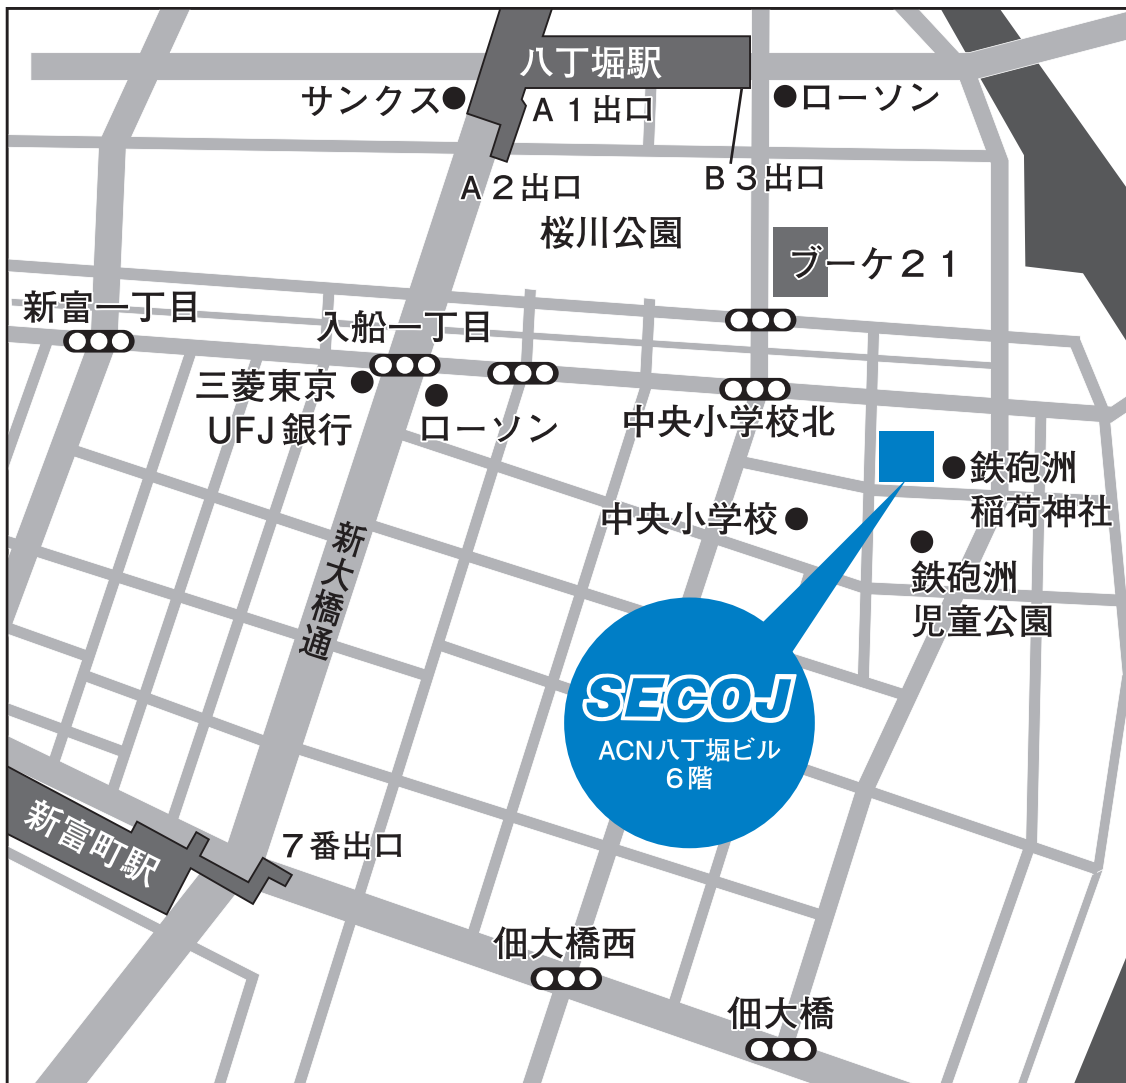 八丁堀駅
サンクス
A1出口
ローソン
A2出口
B3出口
桜川公園
ブーケ21
新富一丁目
入船一丁目
三菱東京
UFJ銀行
ローソン
中央小学校北
鉄砲洲
稲荷神社
中央小学校
新大橋通
鉄砲洲
児童公園
SECOJ
ACN八丁堀ビル
6階
新富町駅
7番出口
佃大橋西
佃大橋